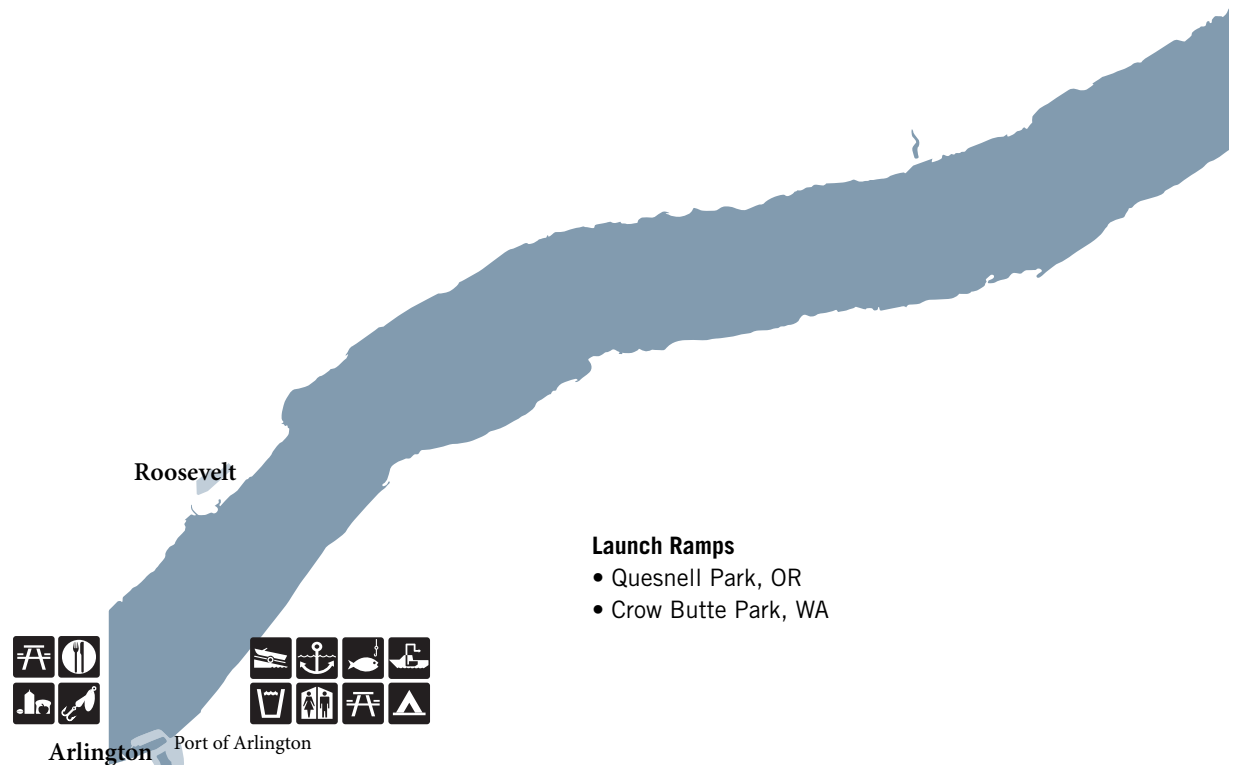 Roosevelt
Launch Ramps
• Quesnell Park, OR
• Crow Butte Park, WA
Port of Arlington
Arlington